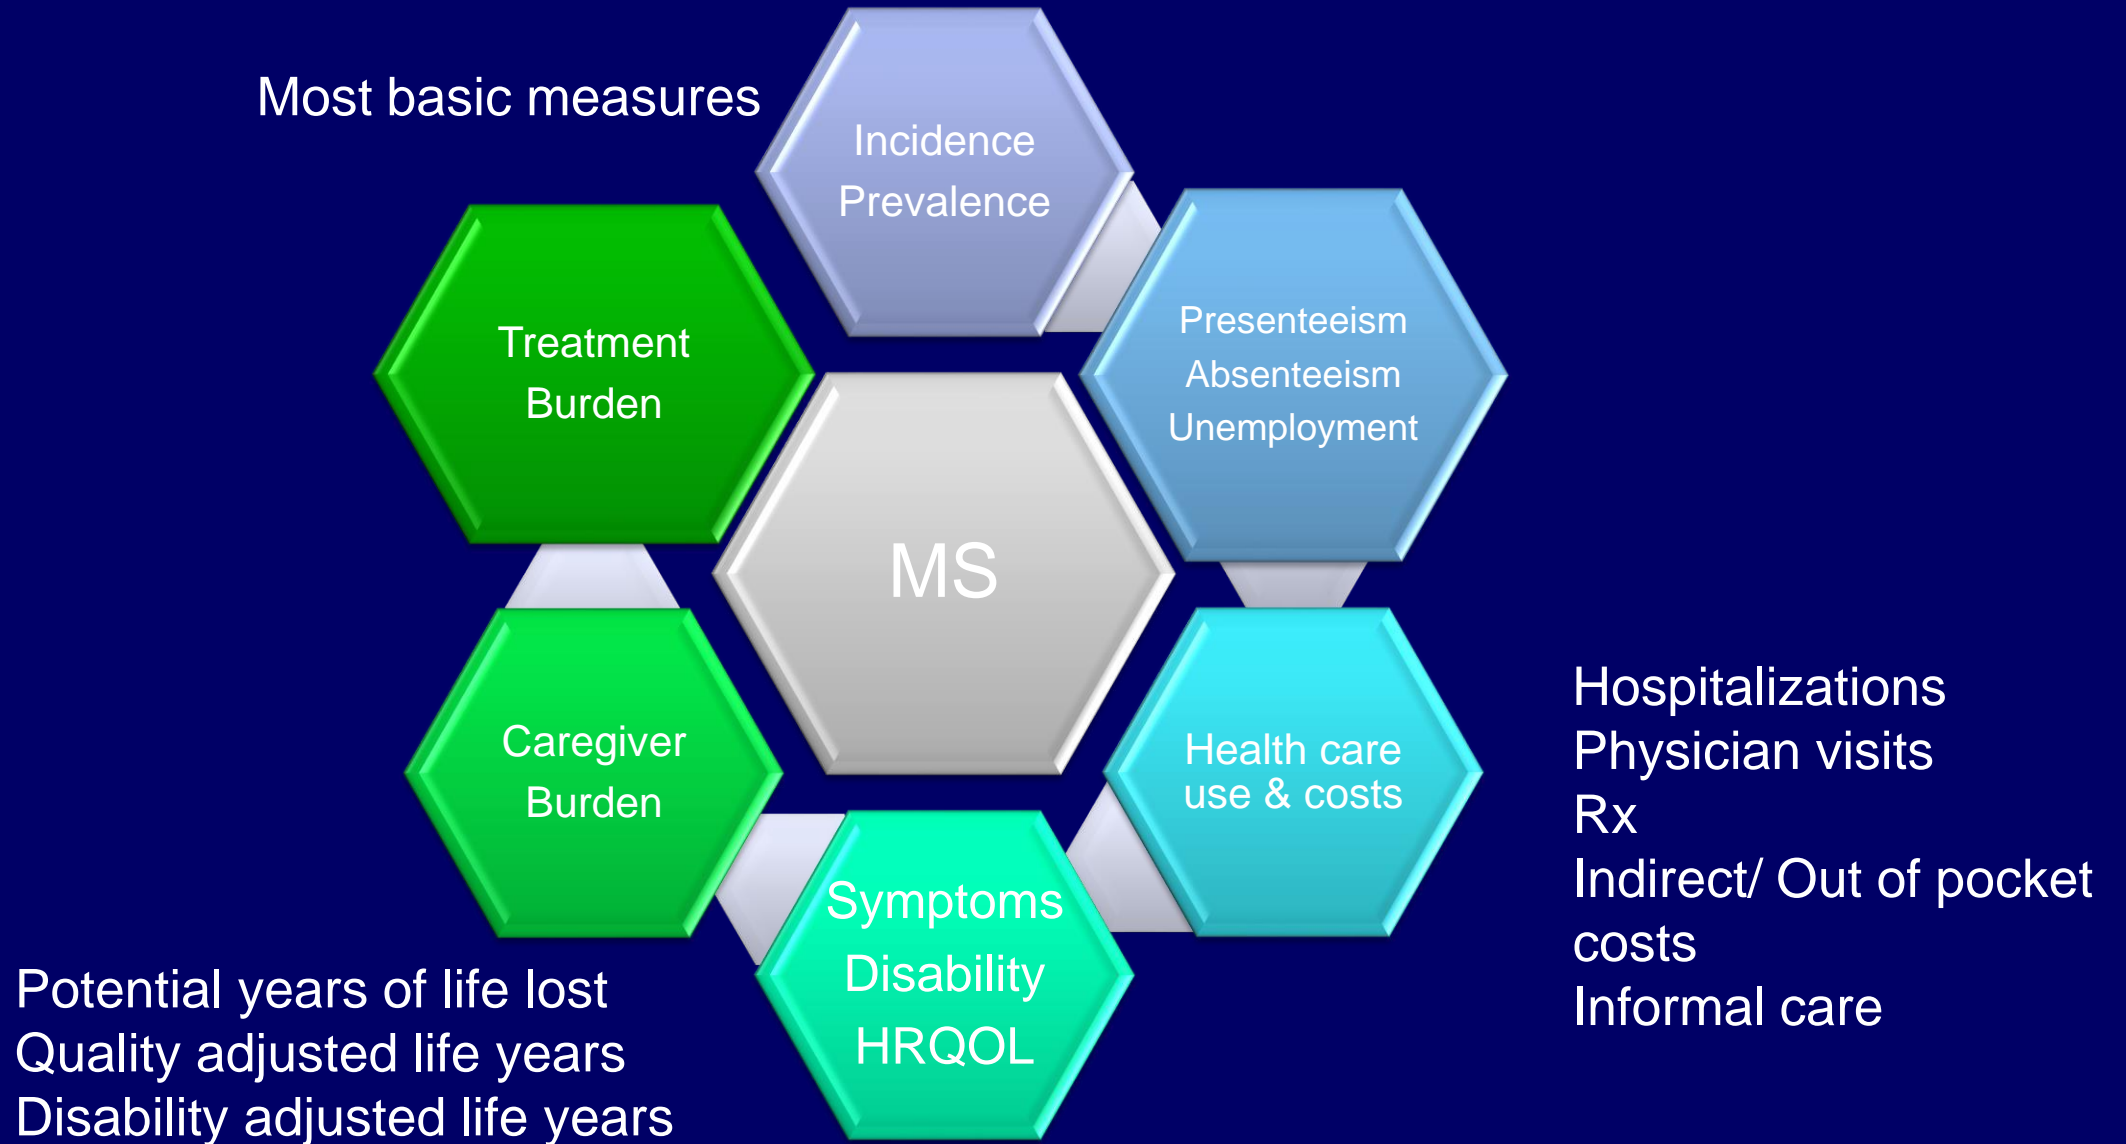 Most basic measures
Incidence
Prevalence
Treatment
Burden
Presenteeism
Absenteeism
Unemployment
MS
Caregiver
Burden
Health care
use & costs
Symptoms
Disability
HRQOL
Hospitalizations
Physician visits
Rx
Indirect/ Out of pocket
costs
Informal care
Potential years of life lost
Quality adjusted life years
Disability adjusted life years